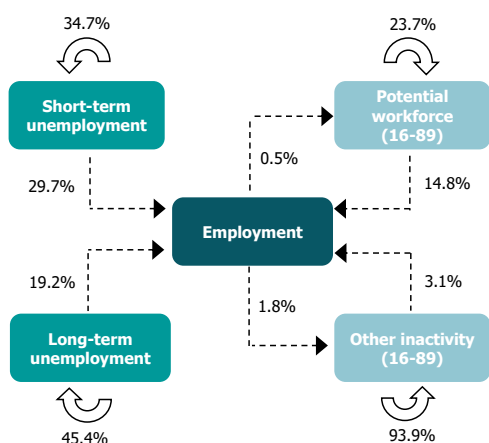 34.7%
23.7%
Short-term
unemployment
Potential
workforce
(16-89)
0.5%
29.7%
14.8%
Employment
19.2%
3.1%
1.8%
Long-term
unemployment
Other inactivity
(16-89)
45.4%
93.9%